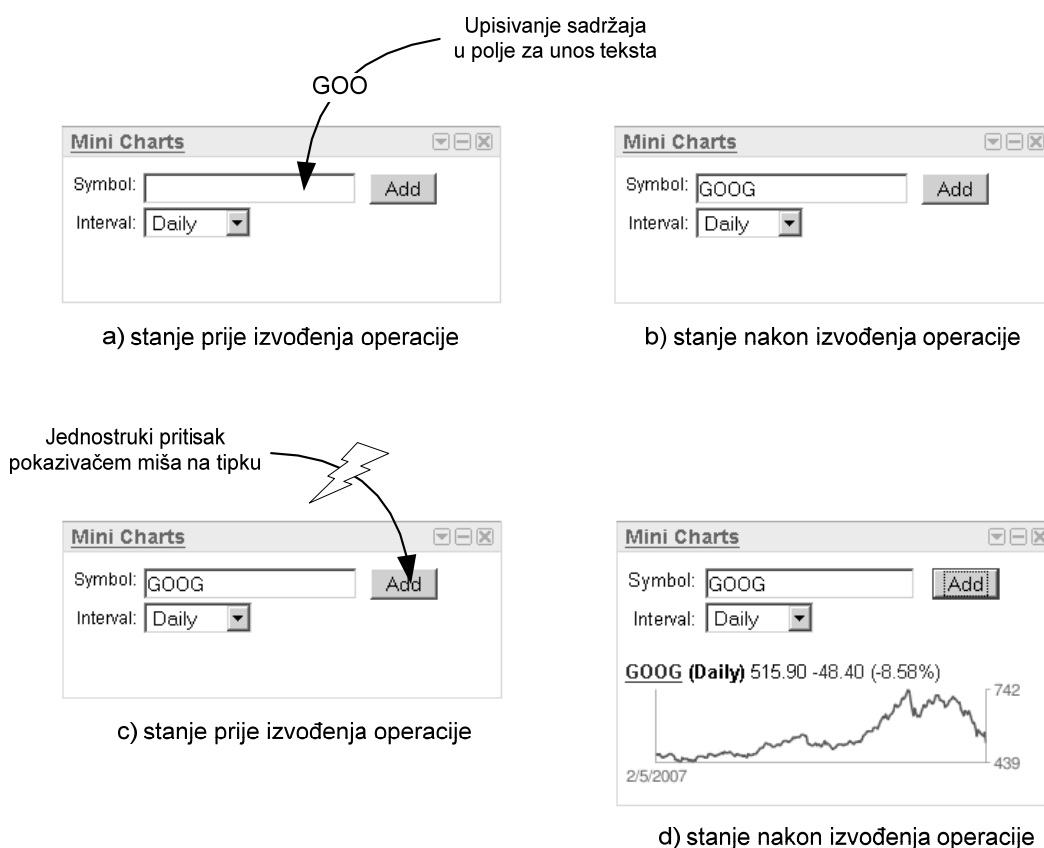 Upisivanje sadržaja
u polje za unos teksta
GOO
Mini Charts
Symbol:
Add
Interval: Daily
a) stanje prije izvođenja operacije
Mini Charts
Symbol: GOOG
Add
Interval: Daily
b) stanje nakon izvođenja operacije
Jednostruki pritisak
pokazivačem miša na tipku
Mini Charts
Symbol: GOOG
Add
Interval: Daily
c) stanje prije izvođenja operacije
Mini Charts
Symbol: GOOG
Add
Interval: Daily
GOOG (Daily) 515.90 -48.40 (-8.58%)
742
439
2/5/2007
d) stanje nakon izvođenja operacije